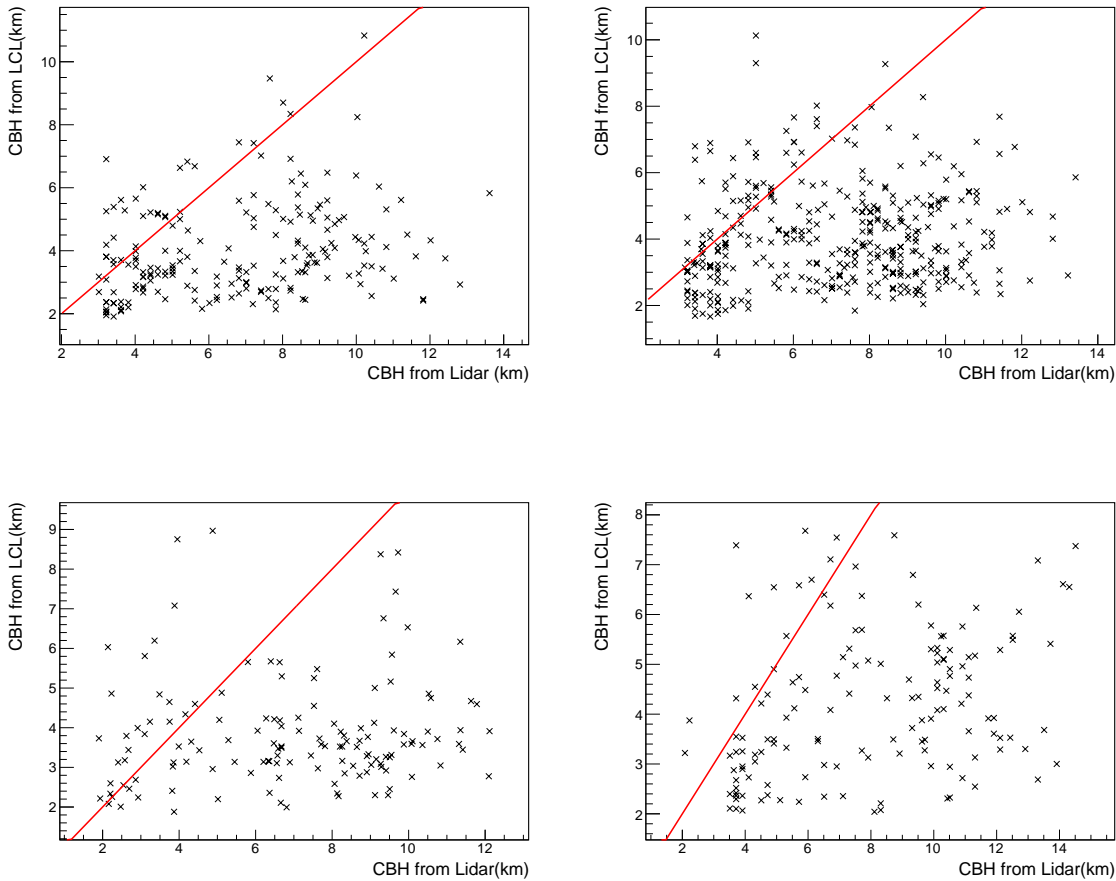 CBH from LCL(km)
10
8
6
4
2
2 4 6 8 10 12 14
CBH from Lidar (km)
CBH from LCL(km)
10
8
6
4
2
4 6 8 10 12 14
CBH from Lidar(km)
CBH from LCL(km)
9
8
7
6
5
4
3
2
2 4 6 8 10 12
CBH from Lidar(km)
CBH from LCL(km)
8
7
6
5
4
3
2
2 4 6 8 10 12 14
CBH from Lidar(km)